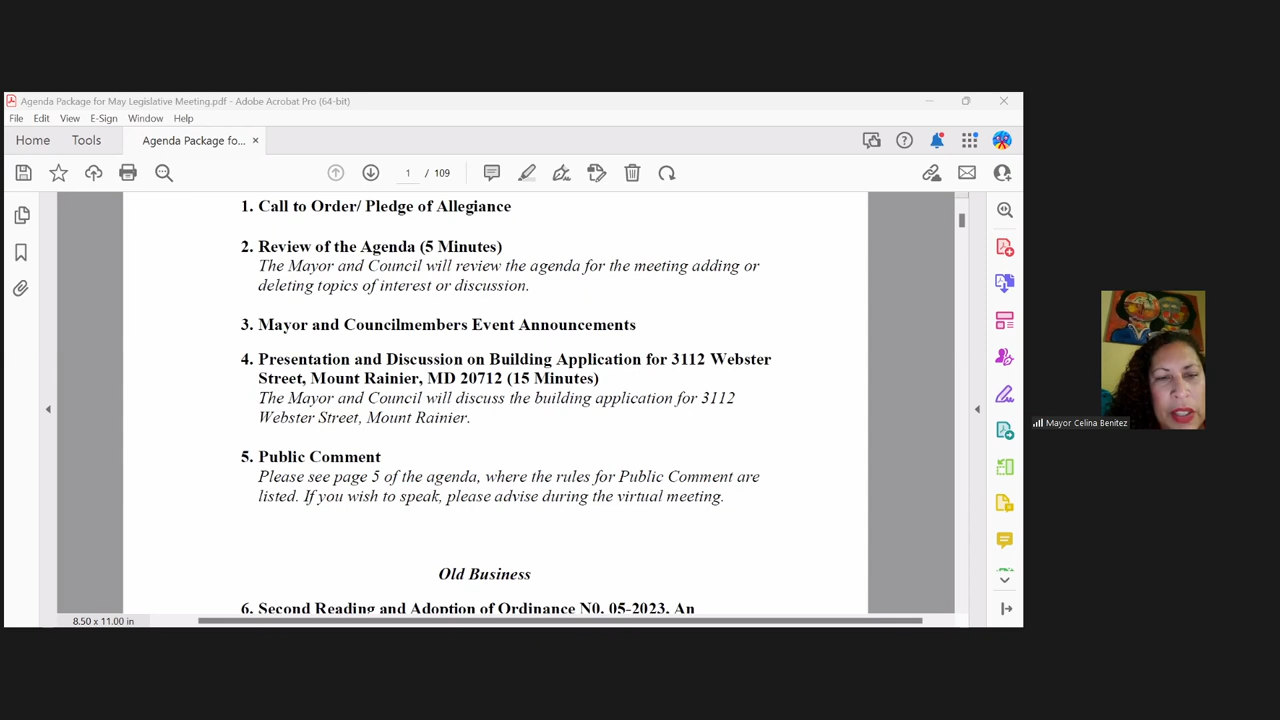 Agenda Package for May Legislative Meeting.pdf - Adobe Acrobat Pro (64-bit)
File Edit View E-Sign Window Help
Home Tools Agenda Package fo... ×
1 / 109
1. Call to Order/ Pledge of Allegiance
2. Review of the Agenda (5 Minutes)
The Mayor and Council will review the agenda for the meeting adding or
deleting topics of interest or discussion.
3. Mayor and Councilmembers Event Announcements
4. Presentation and Discussion on Building Application for 3112 Webster
Street, Mount Rainier, MD 20712 (15 Minutes)
The Mayor and Council will discuss the building application for 3112
Webster Street, Mount Rainier.
5. Public Comment
Please see page 5 of the agenda, where the rules for Public Comment are
listed. If you wish to speak, please advise during the virtual meeting.
Old Business
6. Second Reading and Adoption of Ordinance N0. 05-2023, An
8.50 x 11.00 in
Mayor Celina Benitez